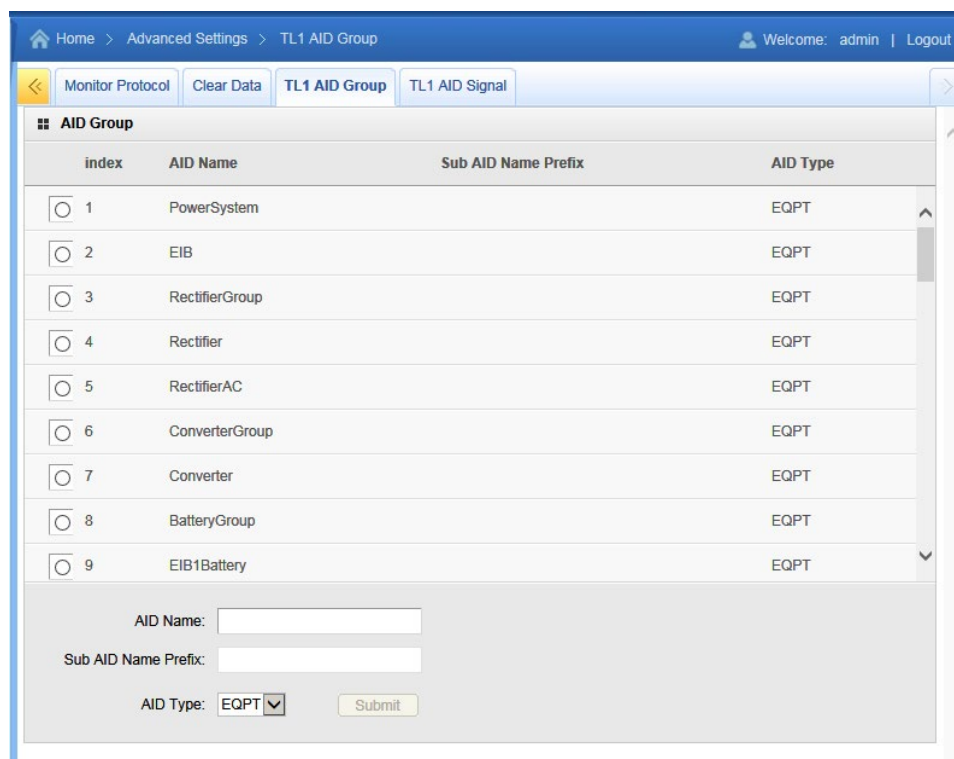 Home > Advanced Settings > TL1 AID Group Welcome: admin | Logout
Monitor Protocol Clear Data TL1 AID Group TL1 AID Signal
AID Group
index AID Name Sub AID Name Prefix AID Type
1 PowerSystem EQPT
2 EIB EQPT
3 RectifierGroup EQPT
4 Rectifier EQPT
5 RectifierAC EQPT
6 ConverterGroup EQPT
7 Converter EQPT
8 BatteryGroup EQPT
9 EIB1Battery EQPT
AID Name:
Sub AID Name Prefix:
AID Type: EQPT Submit